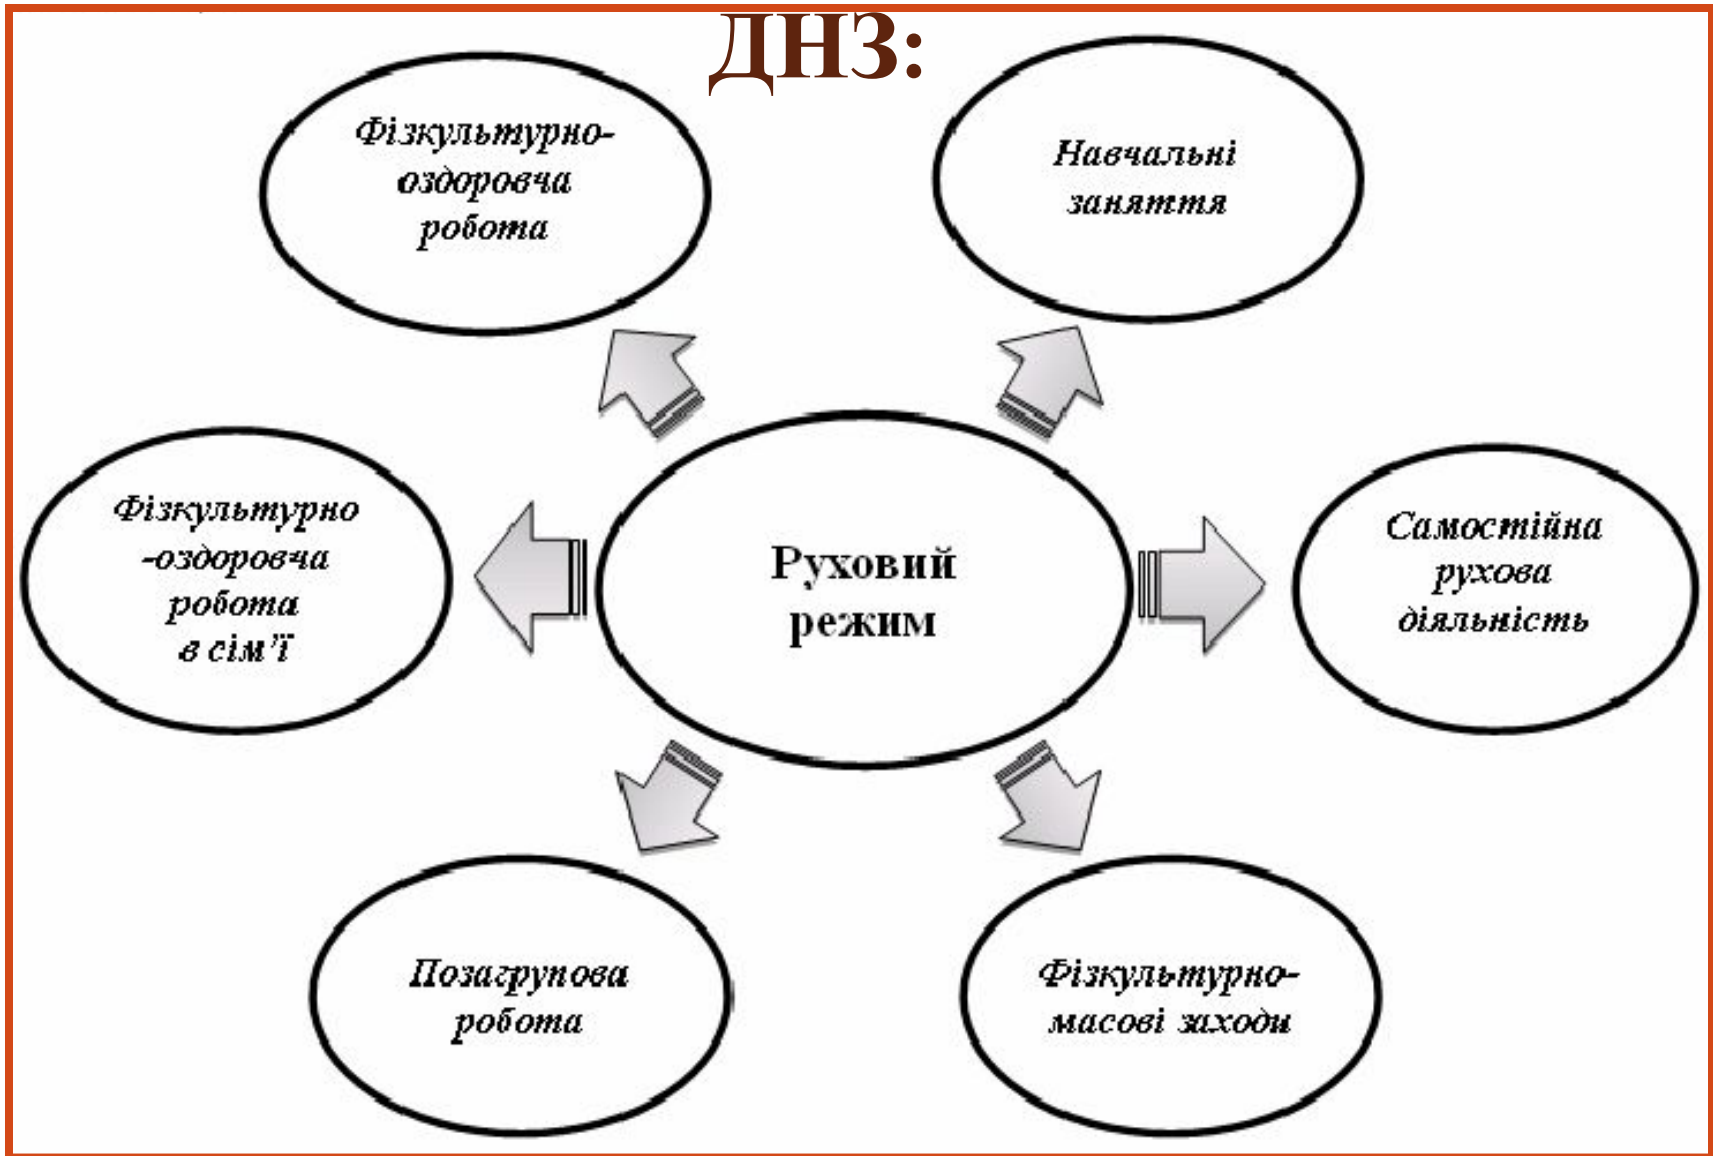 ДНЗ:
Фізкультурно-
оздоровча
робота
Навчальні
заняття
Фізкультурно
-оздоровча
робота
в сім’ї
Руховий
режим
Самостійна
рухова
діяльність
Позагрупова
робота
Фізкультурно-
масові заходи